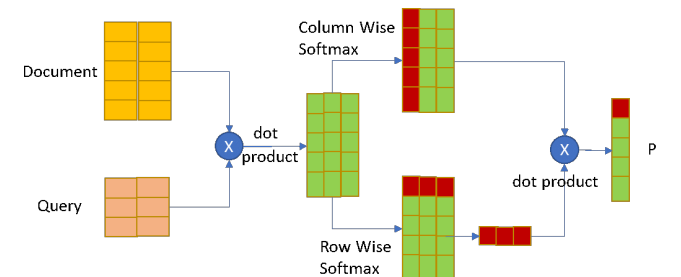 Column Wise
Softmax
Document
X
dot
product
X
P
dot product
Query
Row Wise
Softmax